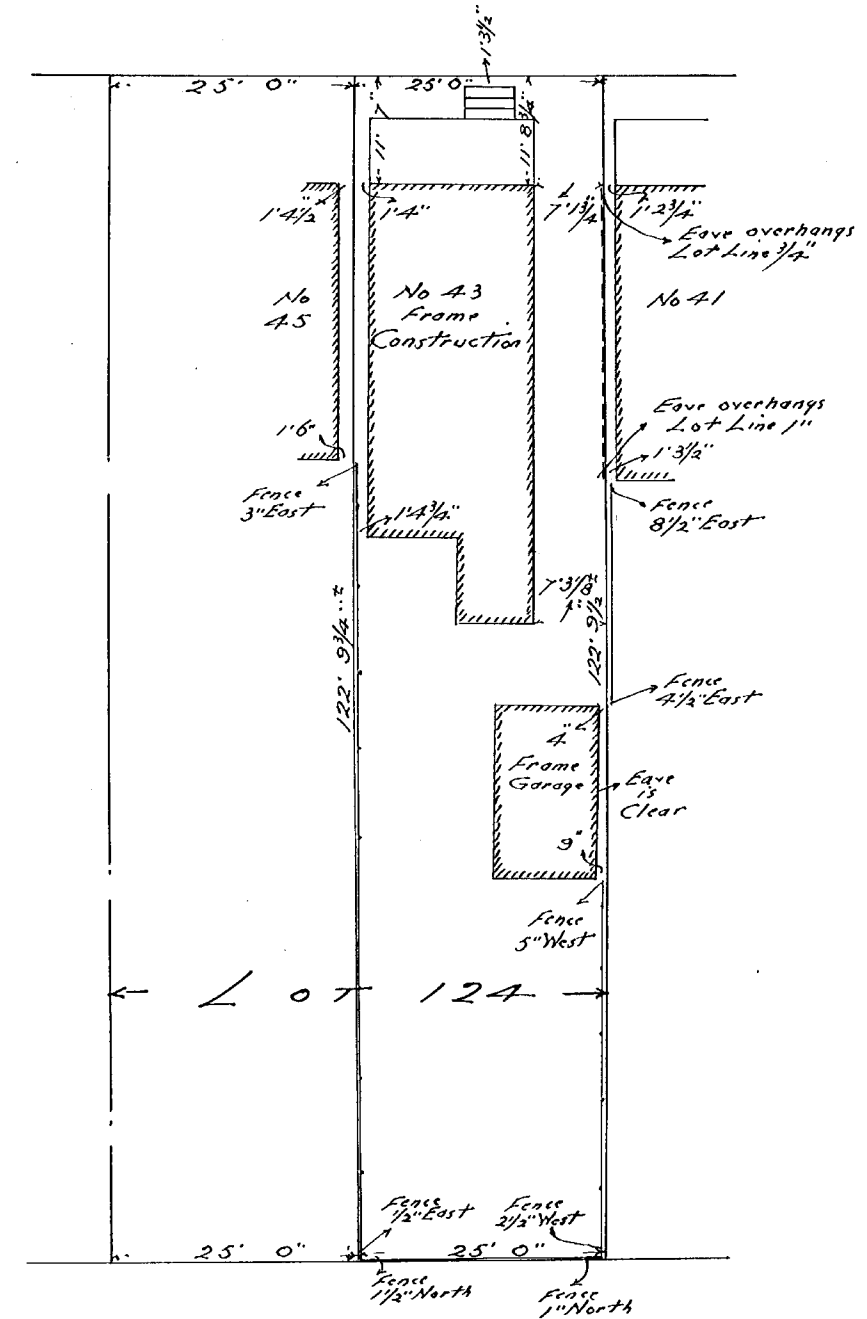 1'3½"
25' 0"
25' 0"
11' 7"
11' 8¾"
1'4½"
1'4"
7'1¾"
1'2¾"
Eave overhangs
Lot Line ¾"
No
45
No 43
Frame
Construction
No 41
1'6"
Eave overhangs
Lot Line 1"
1'3½"
Fence
3" East
1'4¾"
Fence
8½" East
7'3⅛"±
122' 9¾"±
122' 9½"
Fence
4½" East
4"
Frame
Garage
Eave
is
Clear
9"
Fence
5" West
LOT 124
Fence
½" East
Fence
2½" West
25' 0"
25' 0"
Fence
1½" North
Fence
1" North